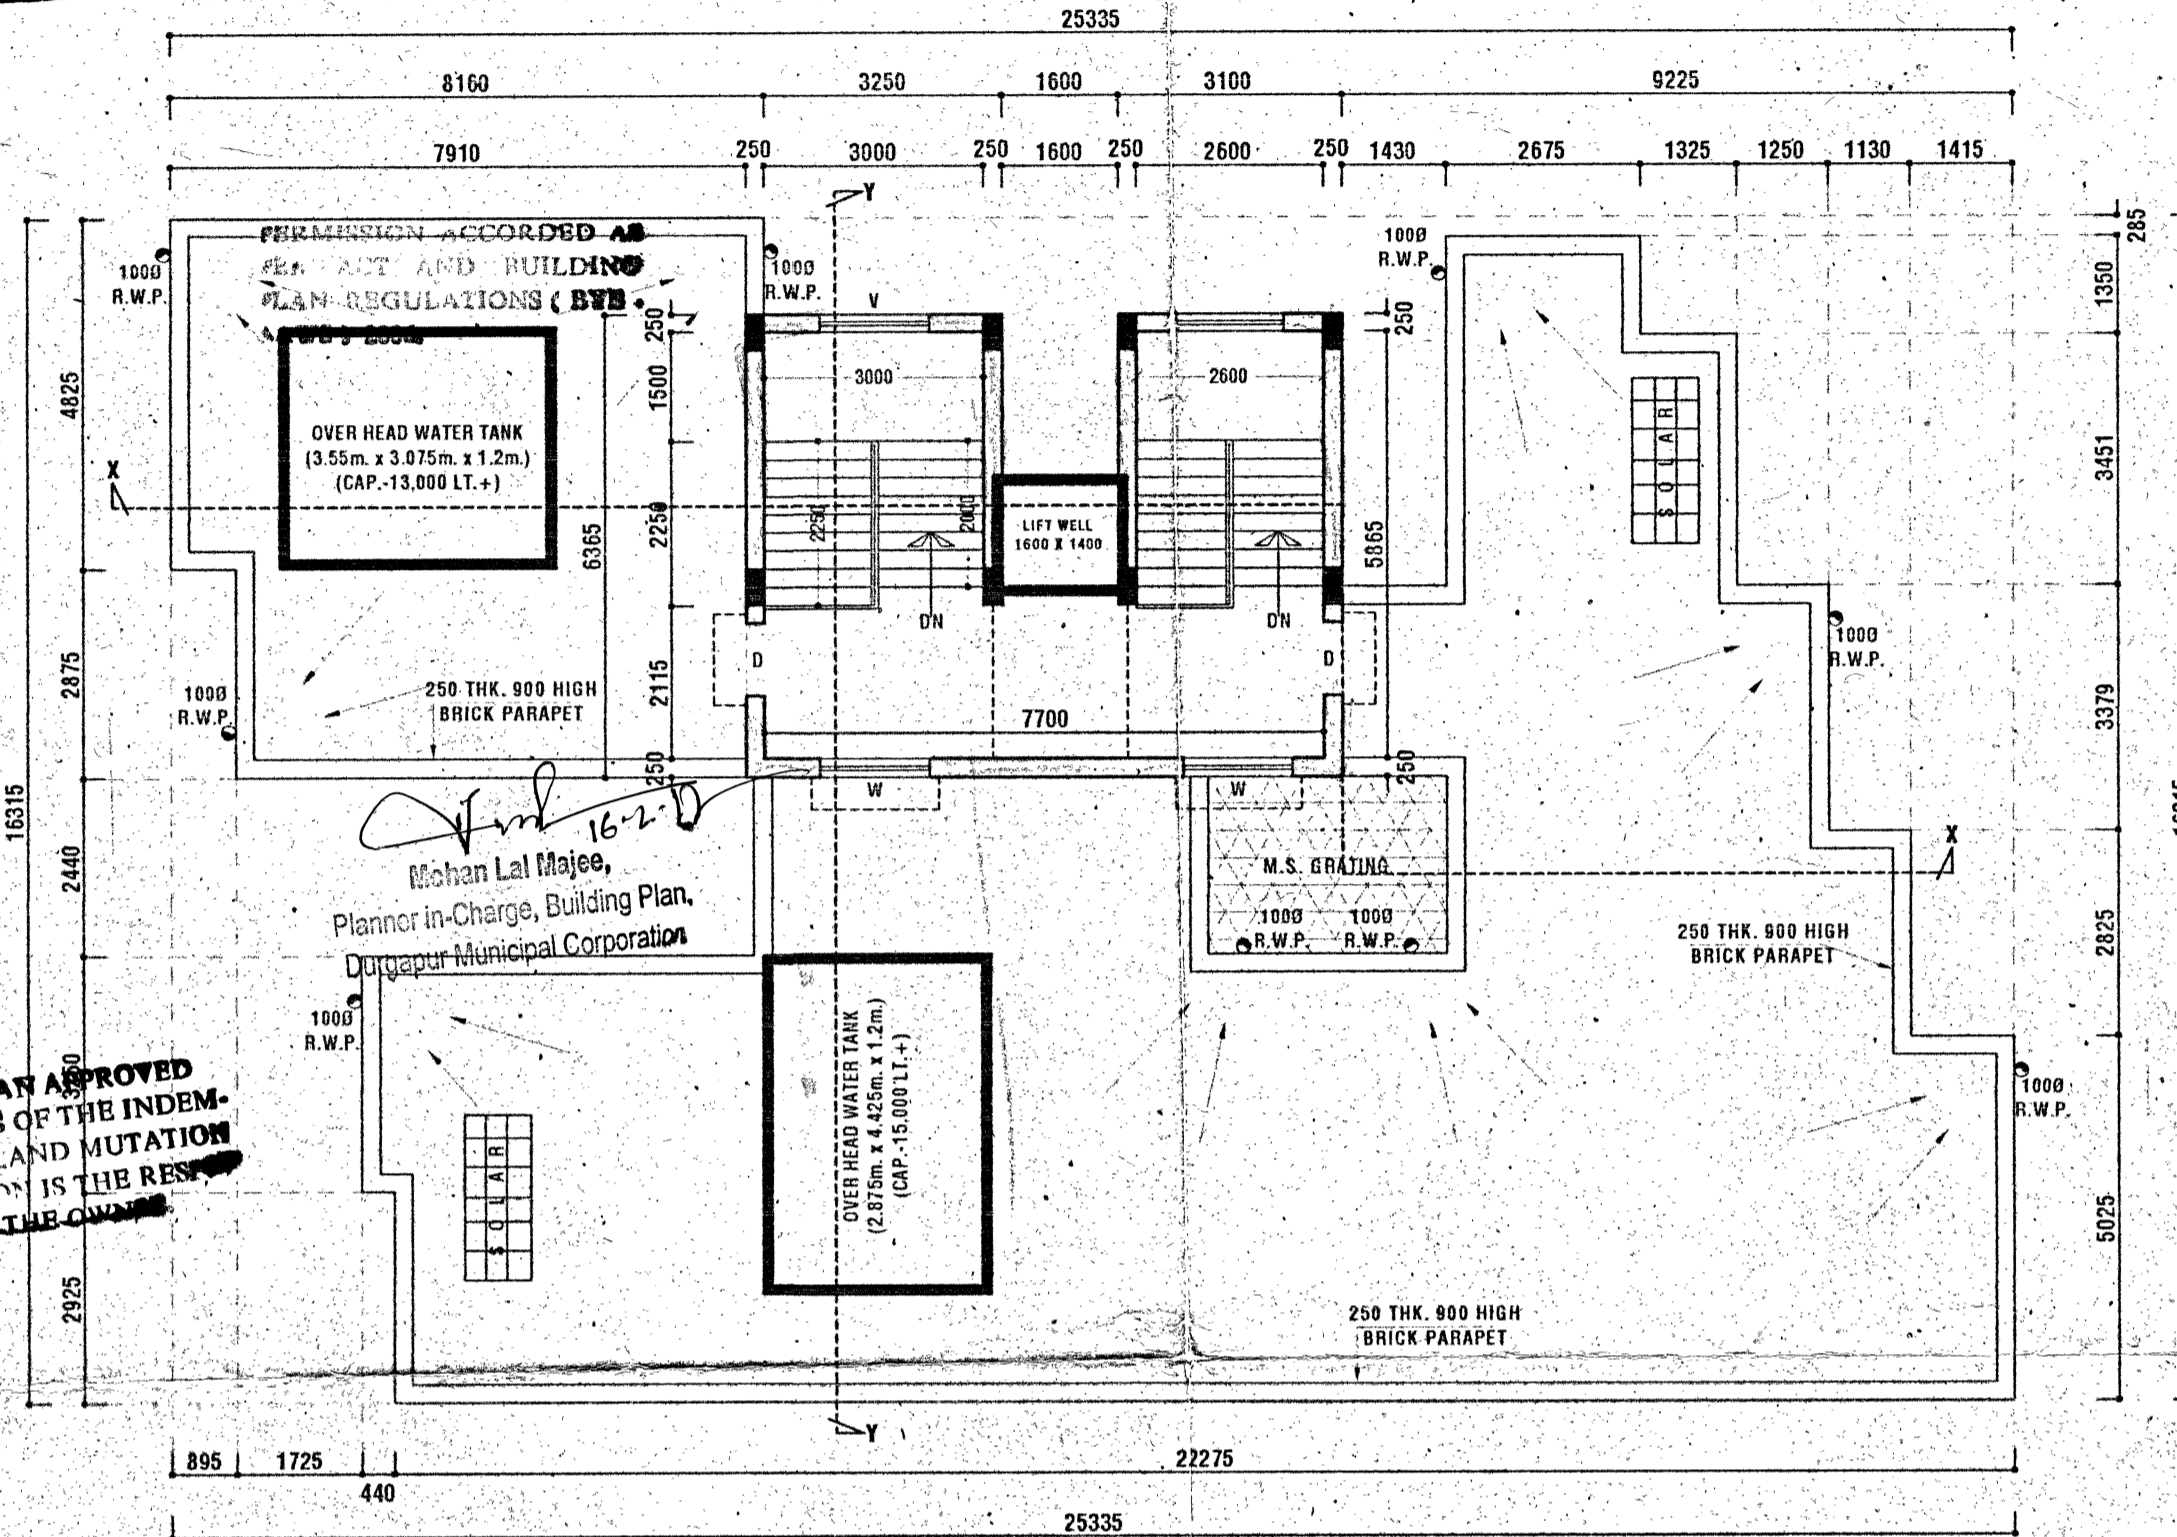 25335
8160 3250 1600 3100 9225
7910 250 3000 250 1600 250 2600 250 1430 2675 1325 1250 1130 1415
Y
285
PERMISSION ACCORDED AS
PER ACT AND BUILDING
PLAN REGULATIONS ( BYE -
1000
R.W.P.
1000
R.W.P.
1000
R.W.P.
V
250
250
1350
1500
3000
2600
4825
OVER HEAD WATER TANK
(3.55m. x 3.075m. x 1.2m.)
(CAP.-13,000 LT.+)
SOLAR
3451
X
6365
2250
2250
2000
LIFT WELL
1600 X 1400
5865
DN
DN
1000
R.W.P.
D
D
2875
2115
1000
R.W.P.
250 THK. 900 HIGH
BRICK PARAPET
7700
3379
250
250
16315
W
W
2440
Mohan Lal Majee,
Planner in-Charge, Building Plan,
Durgapur Municipal Corporation
M.S. GRATING
X
1000 1000
R.W.P. R.W.P.
250 THK. 900 HIGH
BRICK PARAPET
2825
1000
R.W.P.
OVER HEAD WATER TANK
(2.875m. x 4.425m. x 1.2m.)
(CAP.-15,000 LT.+)
APPROVED
OF THE INDEM-
AND MUTATION
IS THE
THE OWNER
1000
R.W.P.
SOLAR
5025
2925
250 THK. 900 HIGH
BRICK PARAPET
Y
895 1725 22275
440
25335